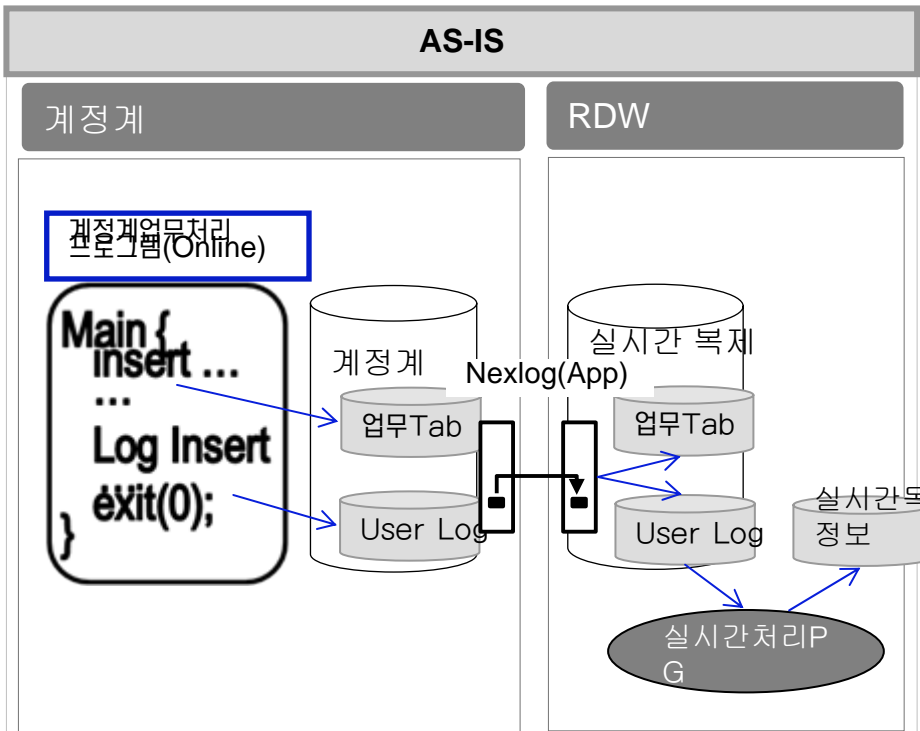 AS-IS
계정계
RDW
계정계업무처리
프로그램(Online)
Main {
insert ...
...
Log Insert
...
exit(0);
}
계정계
업무Tab
User Log
Nexlog(App)
실시간 복제
업무Tab
User Log
정보
실시간처리P
G